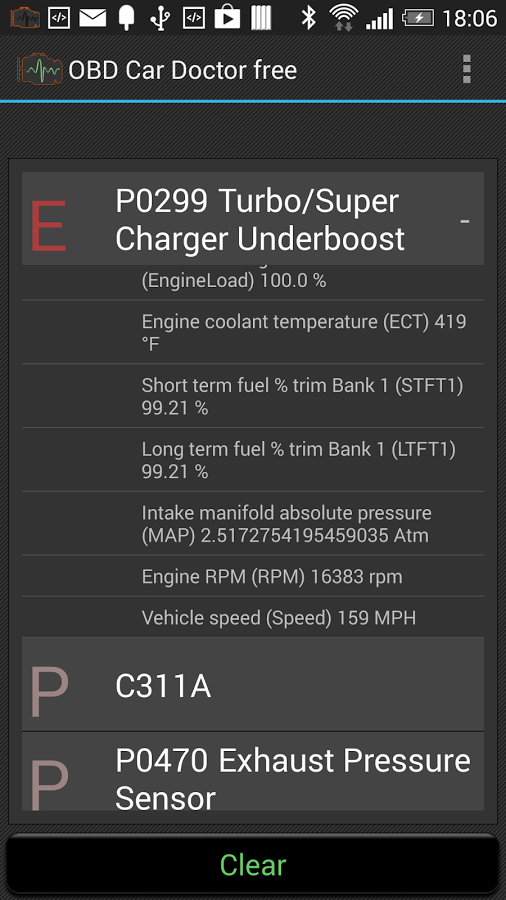 18:06
OBD Car Doctor free
E
P0299 Turbo/Super
Charger Underboost
-
(EngineLoad) 100.0 %
Engine coolant temperature (ECT) 419
°F
Short term fuel % trim Bank 1 (STFT1)
99.21 %
Long term fuel % trim Bank 1 (LTFT1)
99.21 %
Intake manifold absolute pressure
(MAP) 2.5172754195459035 Atm
Engine RPM (RPM) 16383 rpm
Vehicle speed (Speed) 159 MPH
P
C311A
P
P0470 Exhaust Pressure
Sensor
Clear